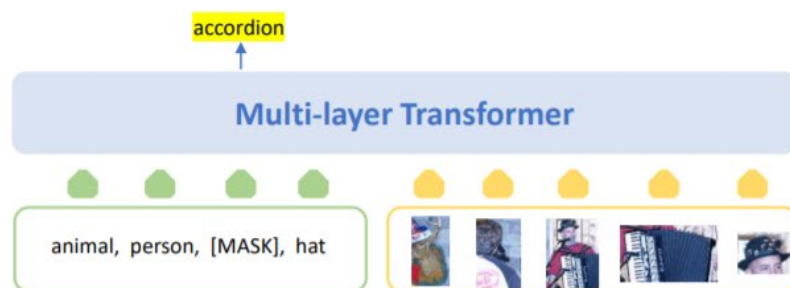 accordion
Multi-layer Transformer
animal, person, [MASK], hat